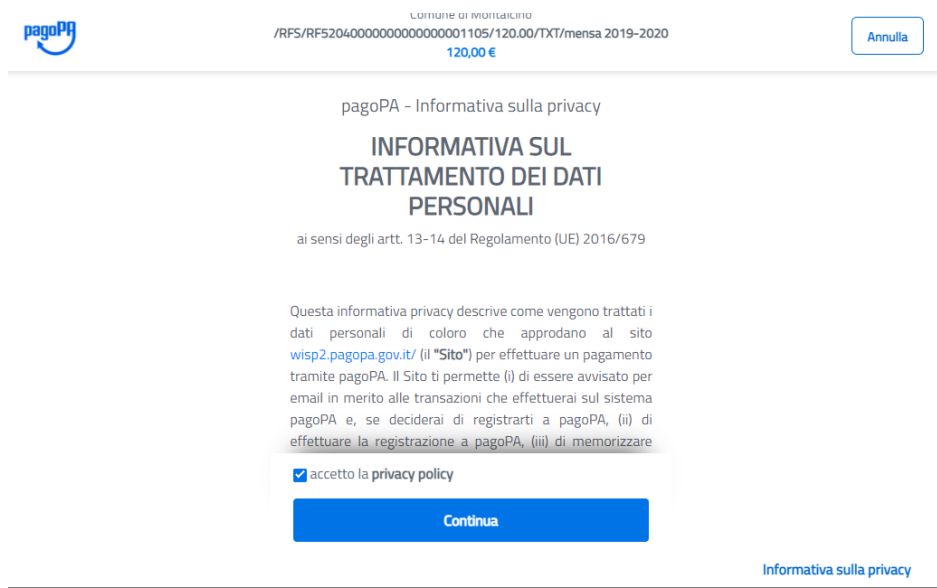 pagoPA
Comune di Montalcino
/RFS/RF52040000000000000001105/120.00/TXT/mensa 2019-2020
120,00 €
Annulla
pagoPA - Informativa sulla privacy
INFORMATIVA SUL
TRATTAMENTO DEI DATI
PERSONALI
ai sensi degli artt. 13-14 del Regolamento (UE) 2016/679
Questa informativa privacy descrive come vengono trattati i
dati personali di coloro che approdano al sito
wisp2.pagopa.gov.it/ (il "Sito") per effettuare un pagamento
tramite pagoPA. Il Sito ti permette (i) di essere avvisato per
email in merito alle transazioni che effettuerai sul sistema
pagoPA e, se deciderai di registrarti a pagoPA, (ii) di
effettuare la registrazione a pagoPA, (iii) di memorizzare
accetto la privacy policy
Continua
Informativa sulla privacy